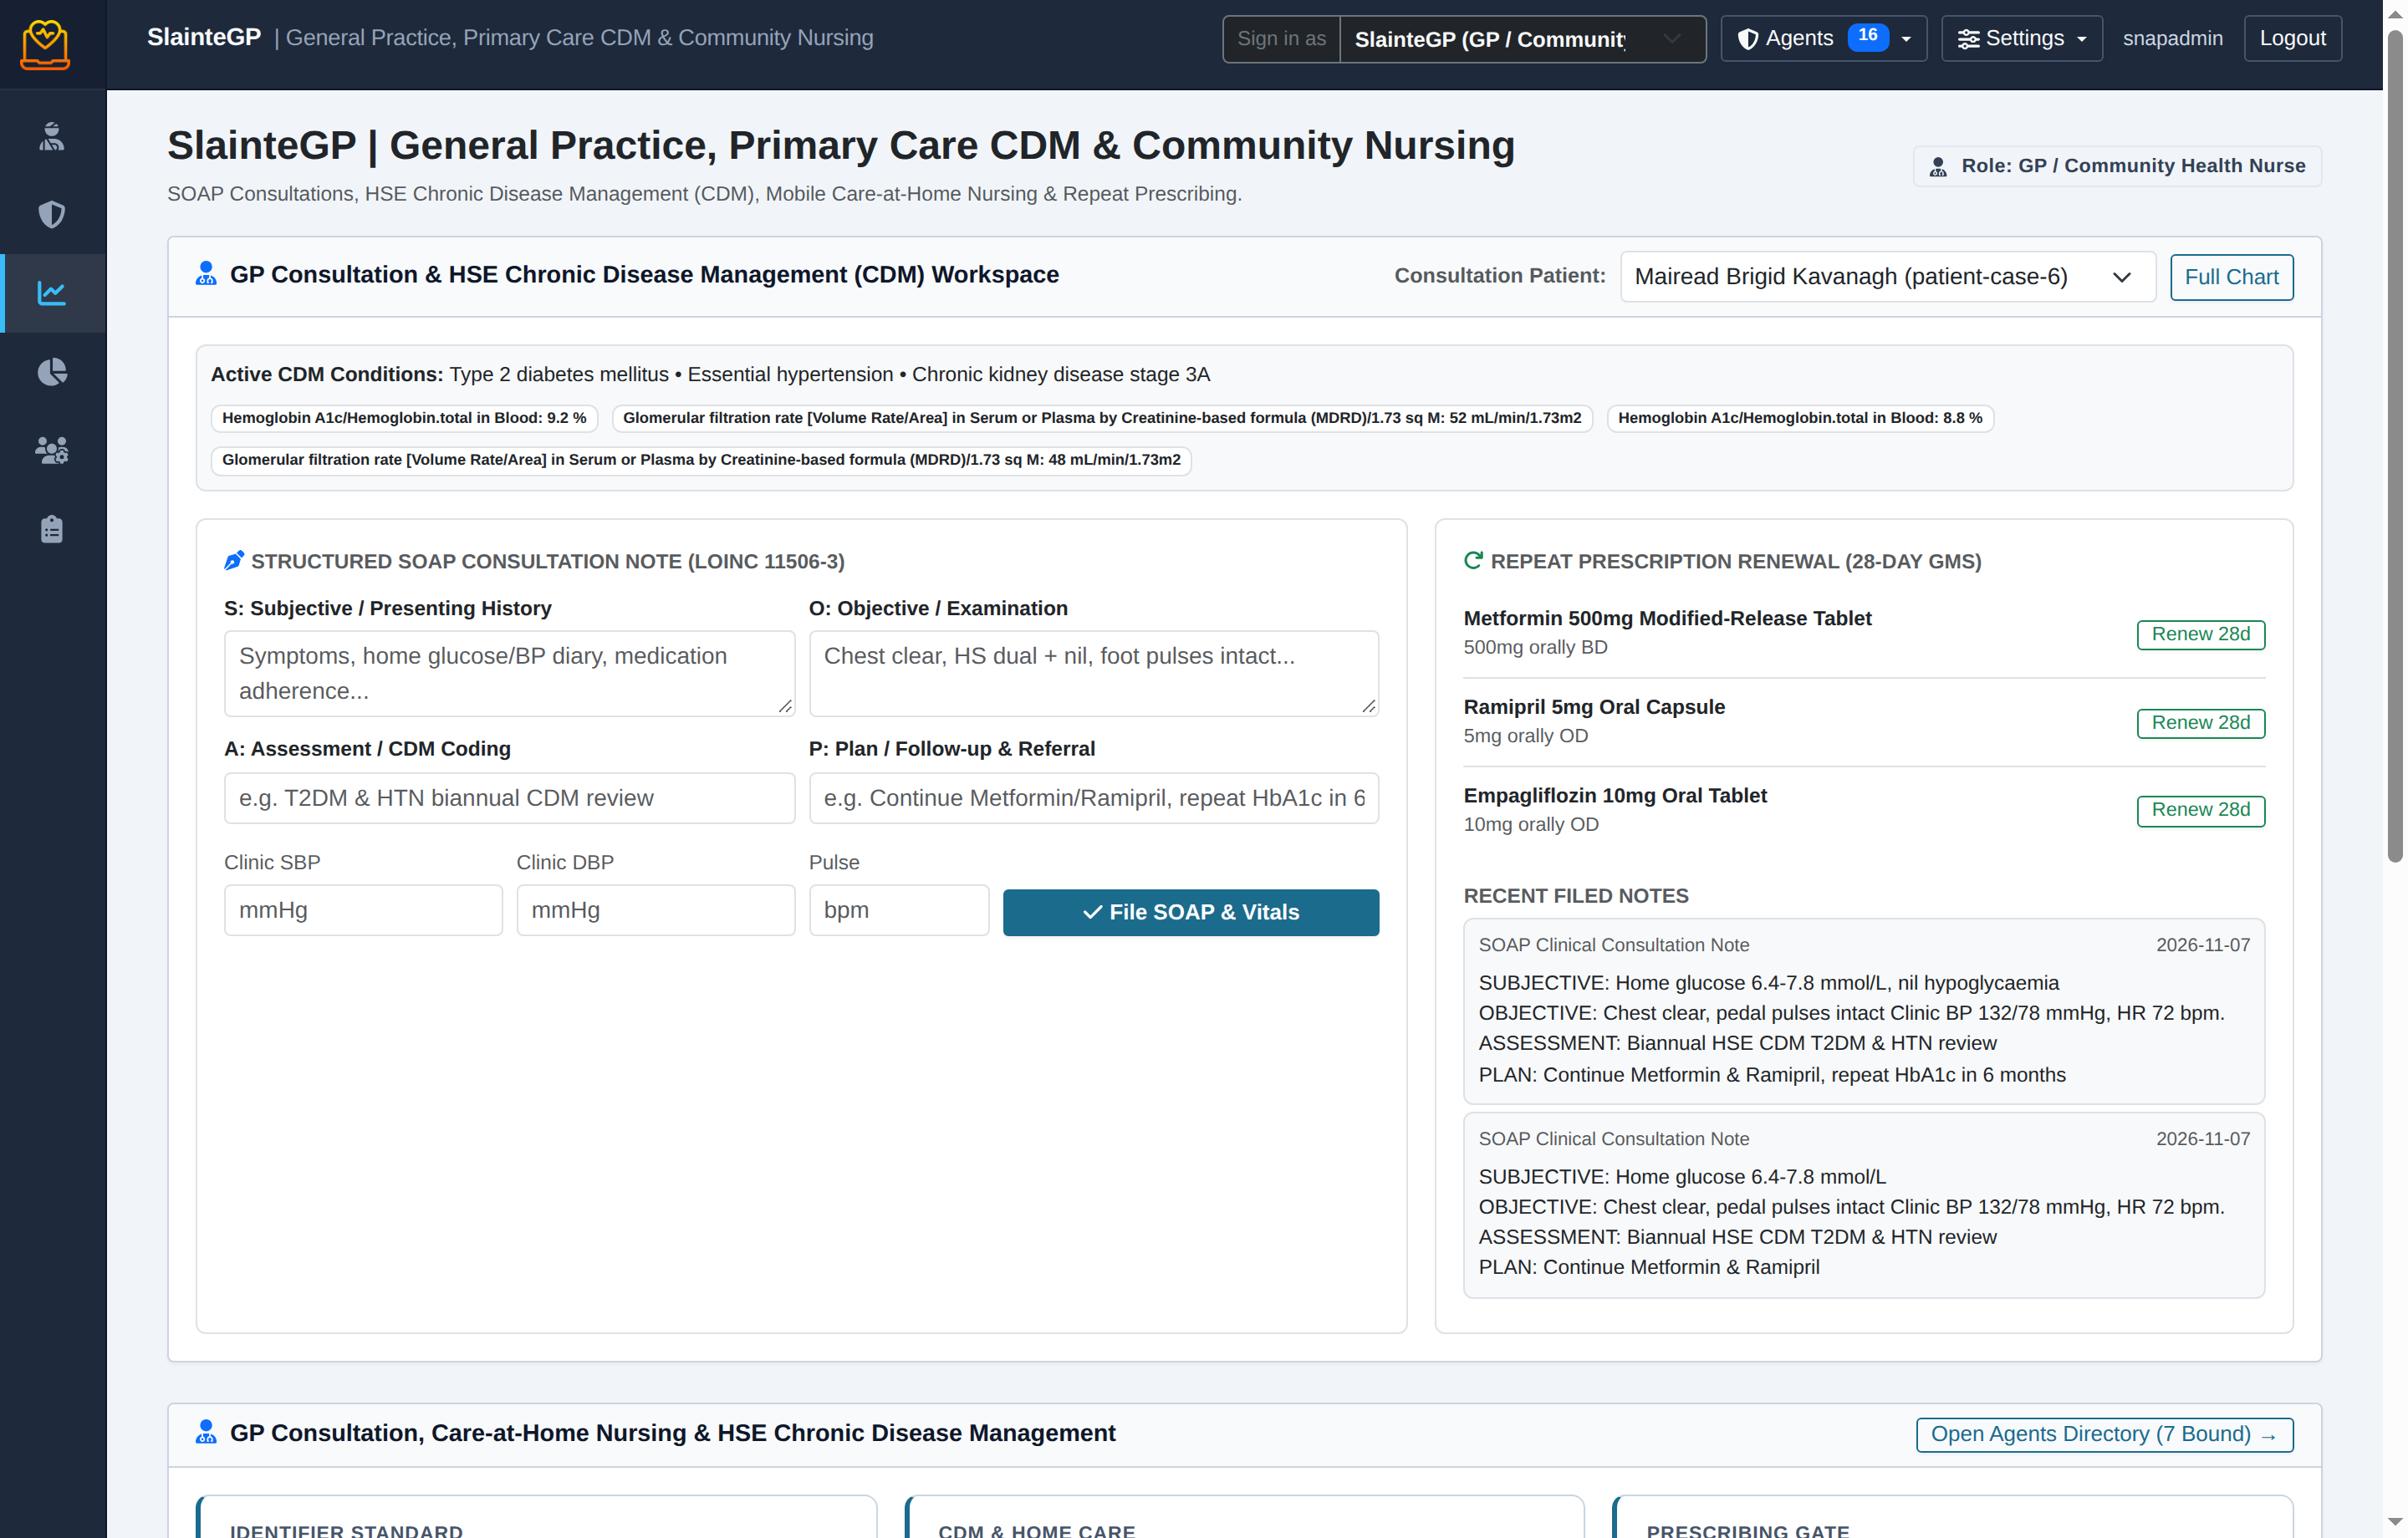 SlainteGP | General Practice, Primary Care CDM & Community Nursing
Sign in as SlainteGP (GP / Community
Agents 16
Settings
snapadmin
Logout
SlainteGP | General Practice, Primary Care CDM & Community Nursing
SOAP Consultations, HSE Chronic Disease Management (CDM), Mobile Care-at-Home Nursing & Repeat Prescribing.
Role: GP / Community Health Nurse
GP Consultation & HSE Chronic Disease Management (CDM) Workspace
Consultation Patient: Mairead Brigid Kavanagh (patient-case-6)
Full Chart
Active CDM Conditions: Type 2 diabetes mellitus • Essential hypertension • Chronic kidney disease stage 3A
Hemoglobin A1c/Hemoglobin.total in Blood: 9.2 %
Glomerular filtration rate [Volume Rate/Area] in Serum or Plasma by Creatinine-based formula (MDRD)/1.73 sq M: 52 mL/min/1.73m2
Hemoglobin A1c/Hemoglobin.total in Blood: 8.8 %
Glomerular filtration rate [Volume Rate/Area] in Serum or Plasma by Creatinine-based formula (MDRD)/1.73 sq M: 48 mL/min/1.73m2
STRUCTURED SOAP CONSULTATION NOTE (LOINC 11506-3)
S: Subjective / Presenting History
Symptoms, home glucose/BP diary, medication
adherence...
O: Objective / Examination
Chest clear, HS dual + nil, foot pulses intact...
A: Assessment / CDM Coding
e.g. T2DM & HTN biannual CDM review
P: Plan / Follow-up & Referral
e.g. Continue Metformin/Ramipril, repeat HbA1c in 6
Clinic SBP
mmHg
Clinic DBP
mmHg
Pulse
bpm
File SOAP & Vitals
REPEAT PRESCRIPTION RENEWAL (28-DAY GMS)
Metformin 500mg Modified-Release Tablet
500mg orally BD
Renew 28d
Ramipril 5mg Oral Capsule
5mg orally OD
Renew 28d
Empagliflozin 10mg Oral Tablet
10mg orally OD
Renew 28d
RECENT FILED NOTES
SOAP Clinical Consultation Note 2026-11-07
SUBJECTIVE: Home glucose 6.4-7.8 mmol/L, nil hypoglycaemia
OBJECTIVE: Chest clear, pedal pulses intact Clinic BP 132/78 mmHg, HR 72 bpm.
ASSESSMENT: Biannual HSE CDM T2DM & HTN review
PLAN: Continue Metformin & Ramipril, repeat HbA1c in 6 months
SOAP Clinical Consultation Note 2026-11-07
SUBJECTIVE: Home glucose 6.4-7.8 mmol/L
OBJECTIVE: Chest clear, pedal pulses intact Clinic BP 132/78 mmHg, HR 72 bpm.
ASSESSMENT: Biannual HSE CDM T2DM & HTN review
PLAN: Continue Metformin & Ramipril
GP Consultation, Care-at-Home Nursing & HSE Chronic Disease Management
Open Agents Directory (7 Bound) →
IDENTIFIER STANDARD
CDM & HOME CARE
PRESCRIBING GATE